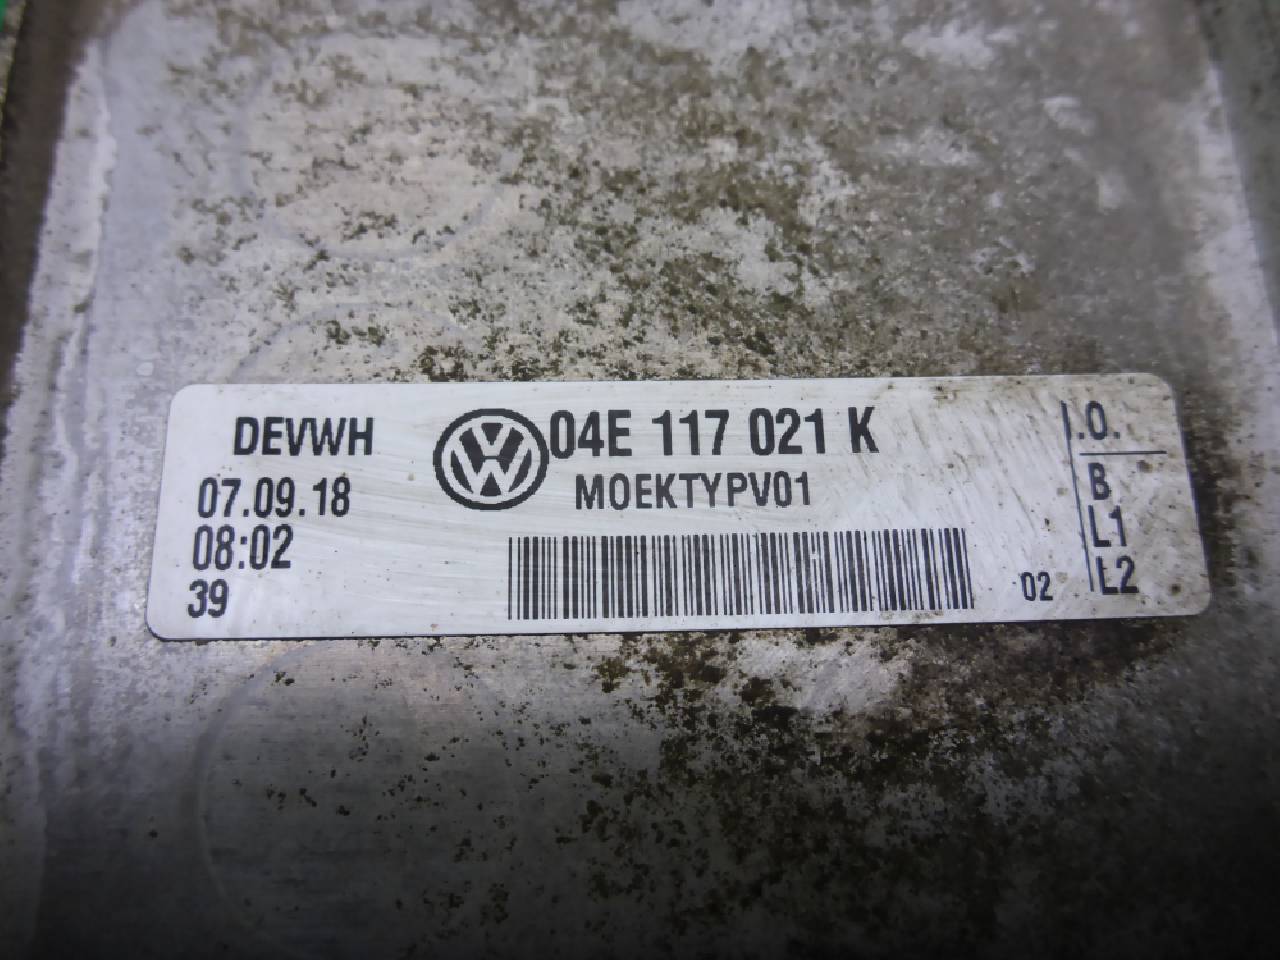 DEVWH
07.09.18
08:02
39
04E 117 021 K
MOEKTYPV01
02
I.O.
B
L1
L2